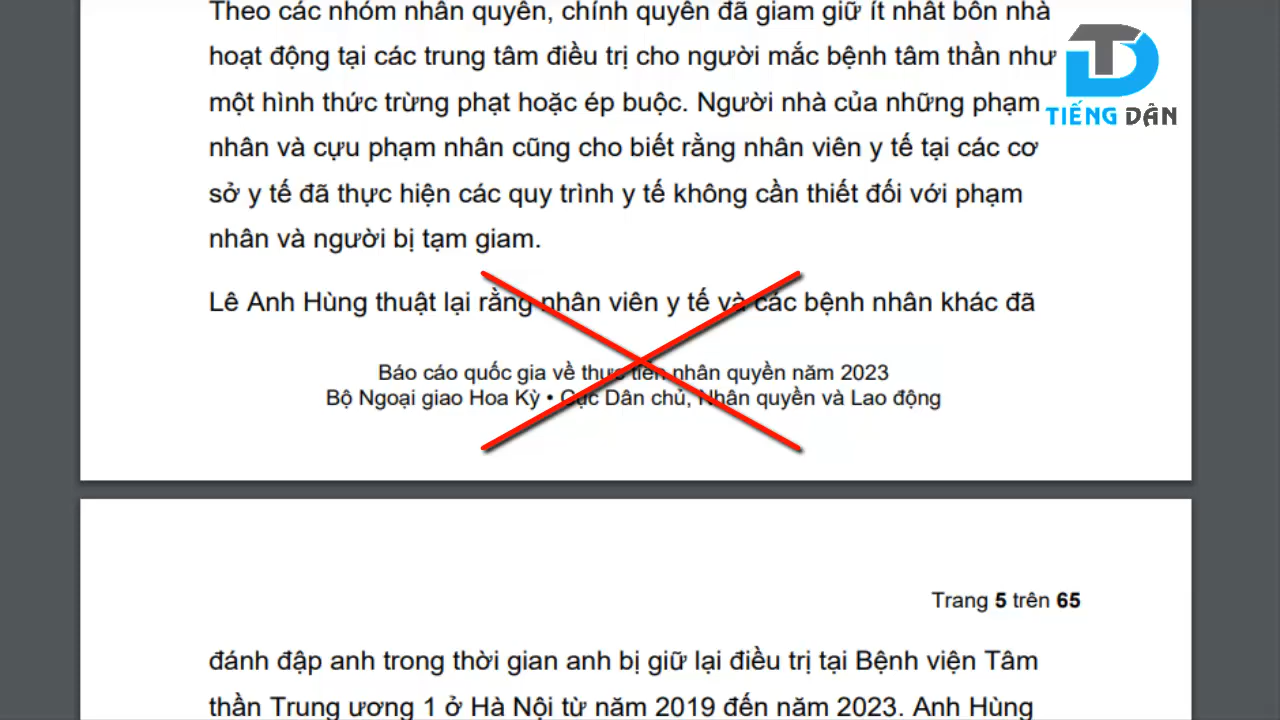 Theo các nhóm nhân quyền, chính quyền đã giam giữ ít nhất bốn nhà
hoạt động tại các trung tâm điều trị cho người mắc bệnh tâm thần như
một hình thức trừng phạt hoặc ép buộc. Người nhà của những phạm
TIẾNG DÂN
nhân và cựu phạm nhân cũng cho biết rằng nhân viên y tế tại các cơ
sở y tế đã thực hiện các quy trình y tế không cần thiết đối với phạm
nhân và người bị tạm giam.
Lê Anh Hùng thuật lại rằng nhân viên y tế và các bệnh nhân khác đã
Báo cáo quốc gia về thực tiễn nhân quyền năm 2023
Bộ Ngoại giao Hoa Kỳ • Cục Dân chủ, Nhân quyền và Lao động
Trang 5 trên 65
đánh đập anh trong thời gian anh bị giữ lại điều trị tại Bệnh viện Tâm
thần Trung ương 1 ở Hà Nội từ năm 2019 đến năm 2023. Anh Hùng